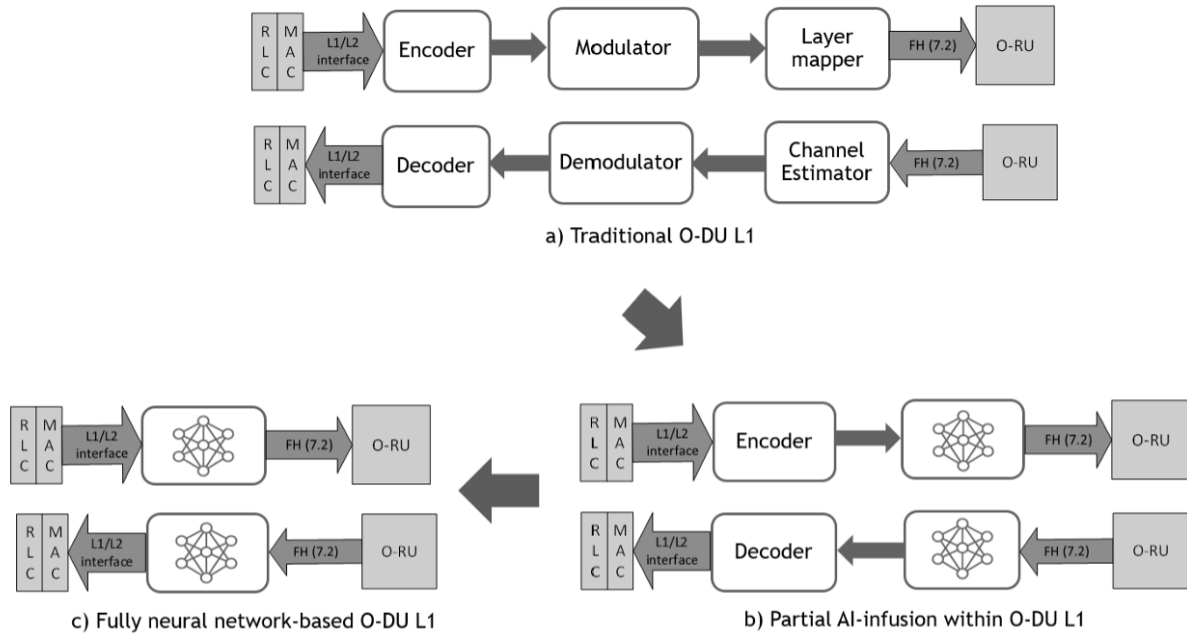 R L C
M A C
L1/L2 interface
Encoder
Modulator
Layer mapper
FH (7.2)
O-RU
R L C
M A C
L1/L2 interface
Decoder
Demodulator
Channel Estimator
FH (7.2)
O-RU
a) Traditional O-DU L1
R L C
M A C
L1/L2 interface
FH (7.2)
O-RU
R L C
M A C
L1/L2 interface
FH (7.2)
O-RU
c) Fully neural network-based O-DU L1
R L C
M A C
L1/L2 interface
Encoder
FH (7.2)
O-RU
R L C
M A C
L1/L2 interface
Decoder
FH (7.2)
O-RU
b) Partial AI-infusion within O-DU L1